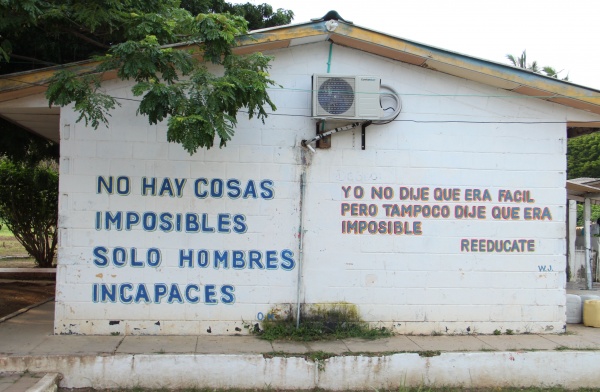 NO HAY COSAS
IMPOSIBLES
SOLO HOMBRES
INCAPACES
YO NO DIJE QUE ERA FACIL
PERO TAMPOCO DIJE QUE ERA
IMPOSIBLE
REEDUCATE
W.J.